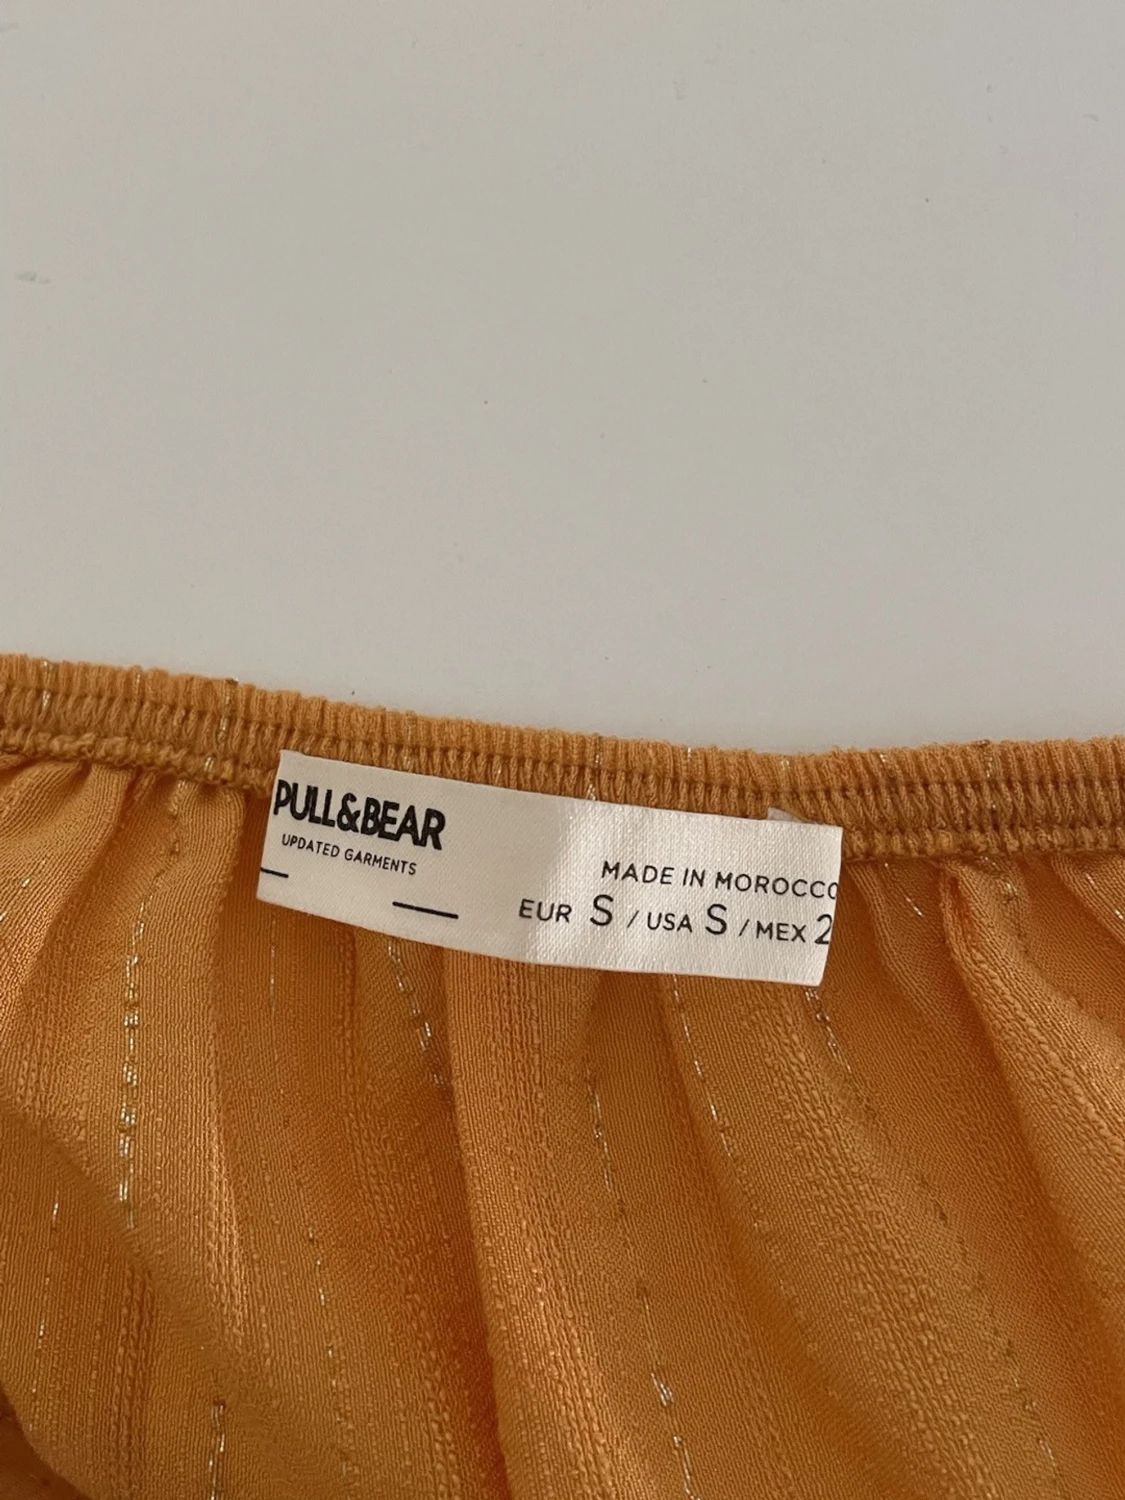 PULL&BEAR
UPDATED GARMENTS
MADE IN MOROCCO
EUR S / USA S / MEX 2